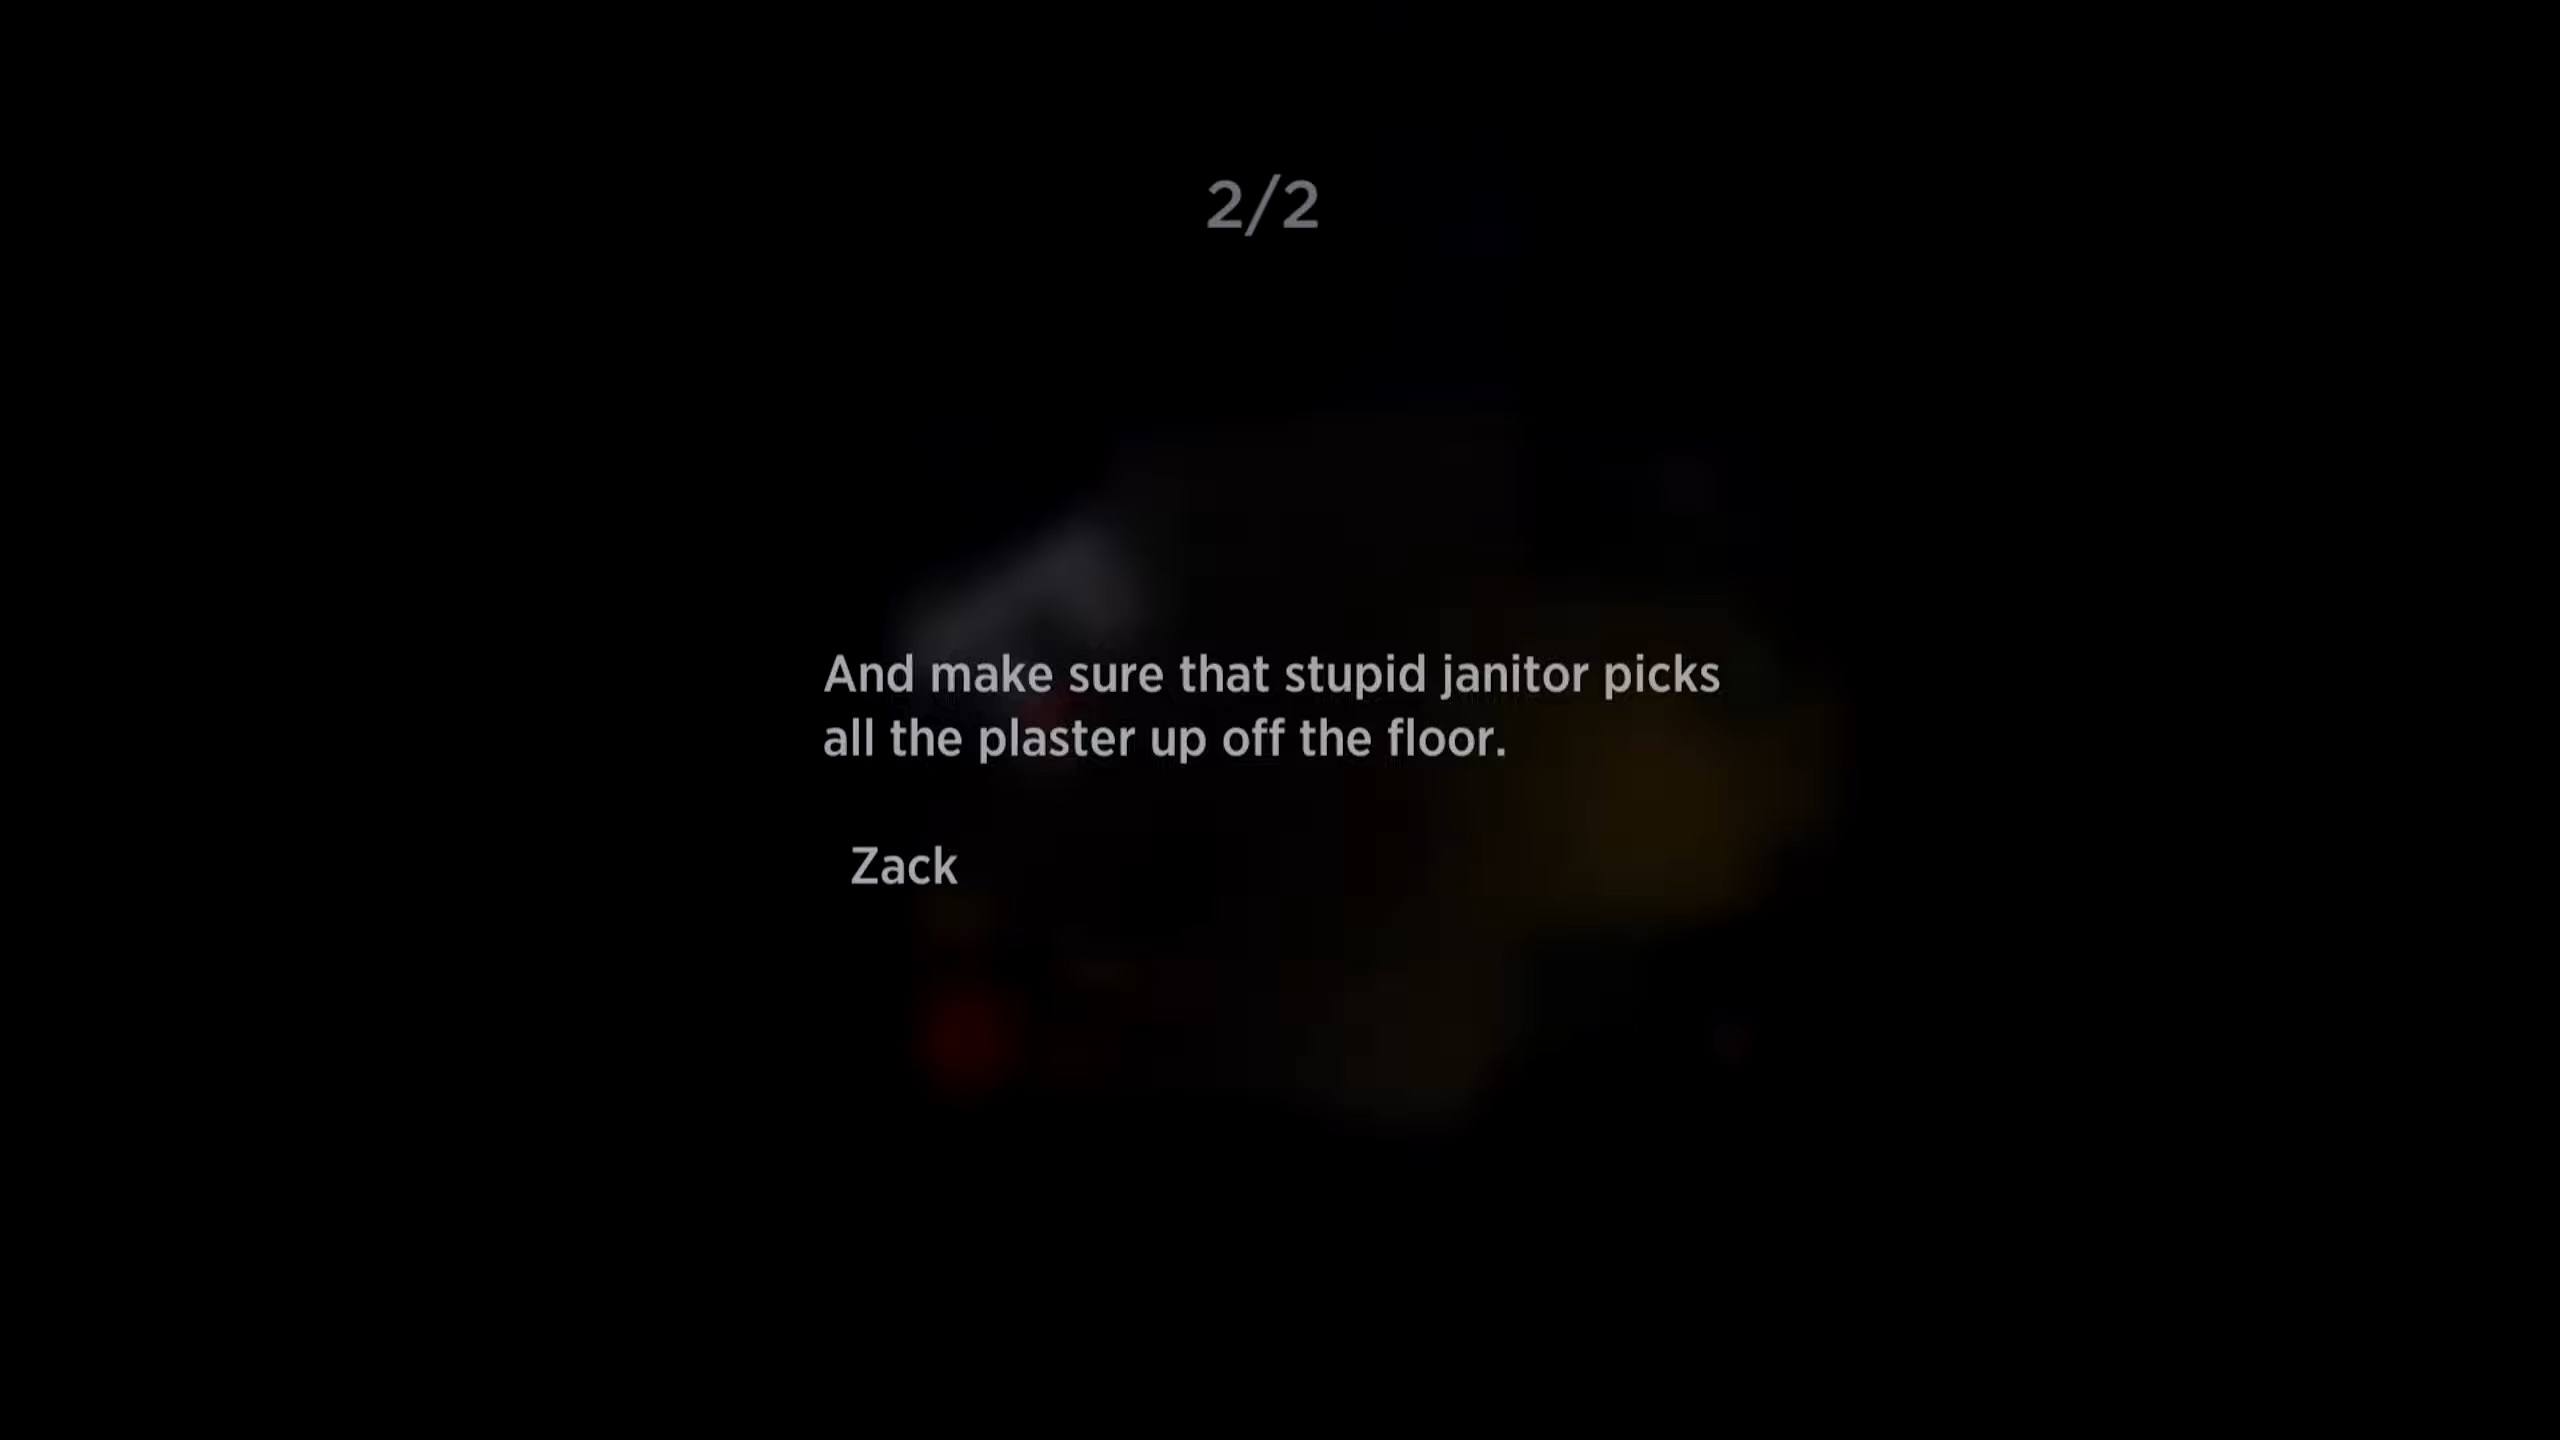 2/2
And make sure that stupid janitor picks
all the plaster up off the floor.
Zack